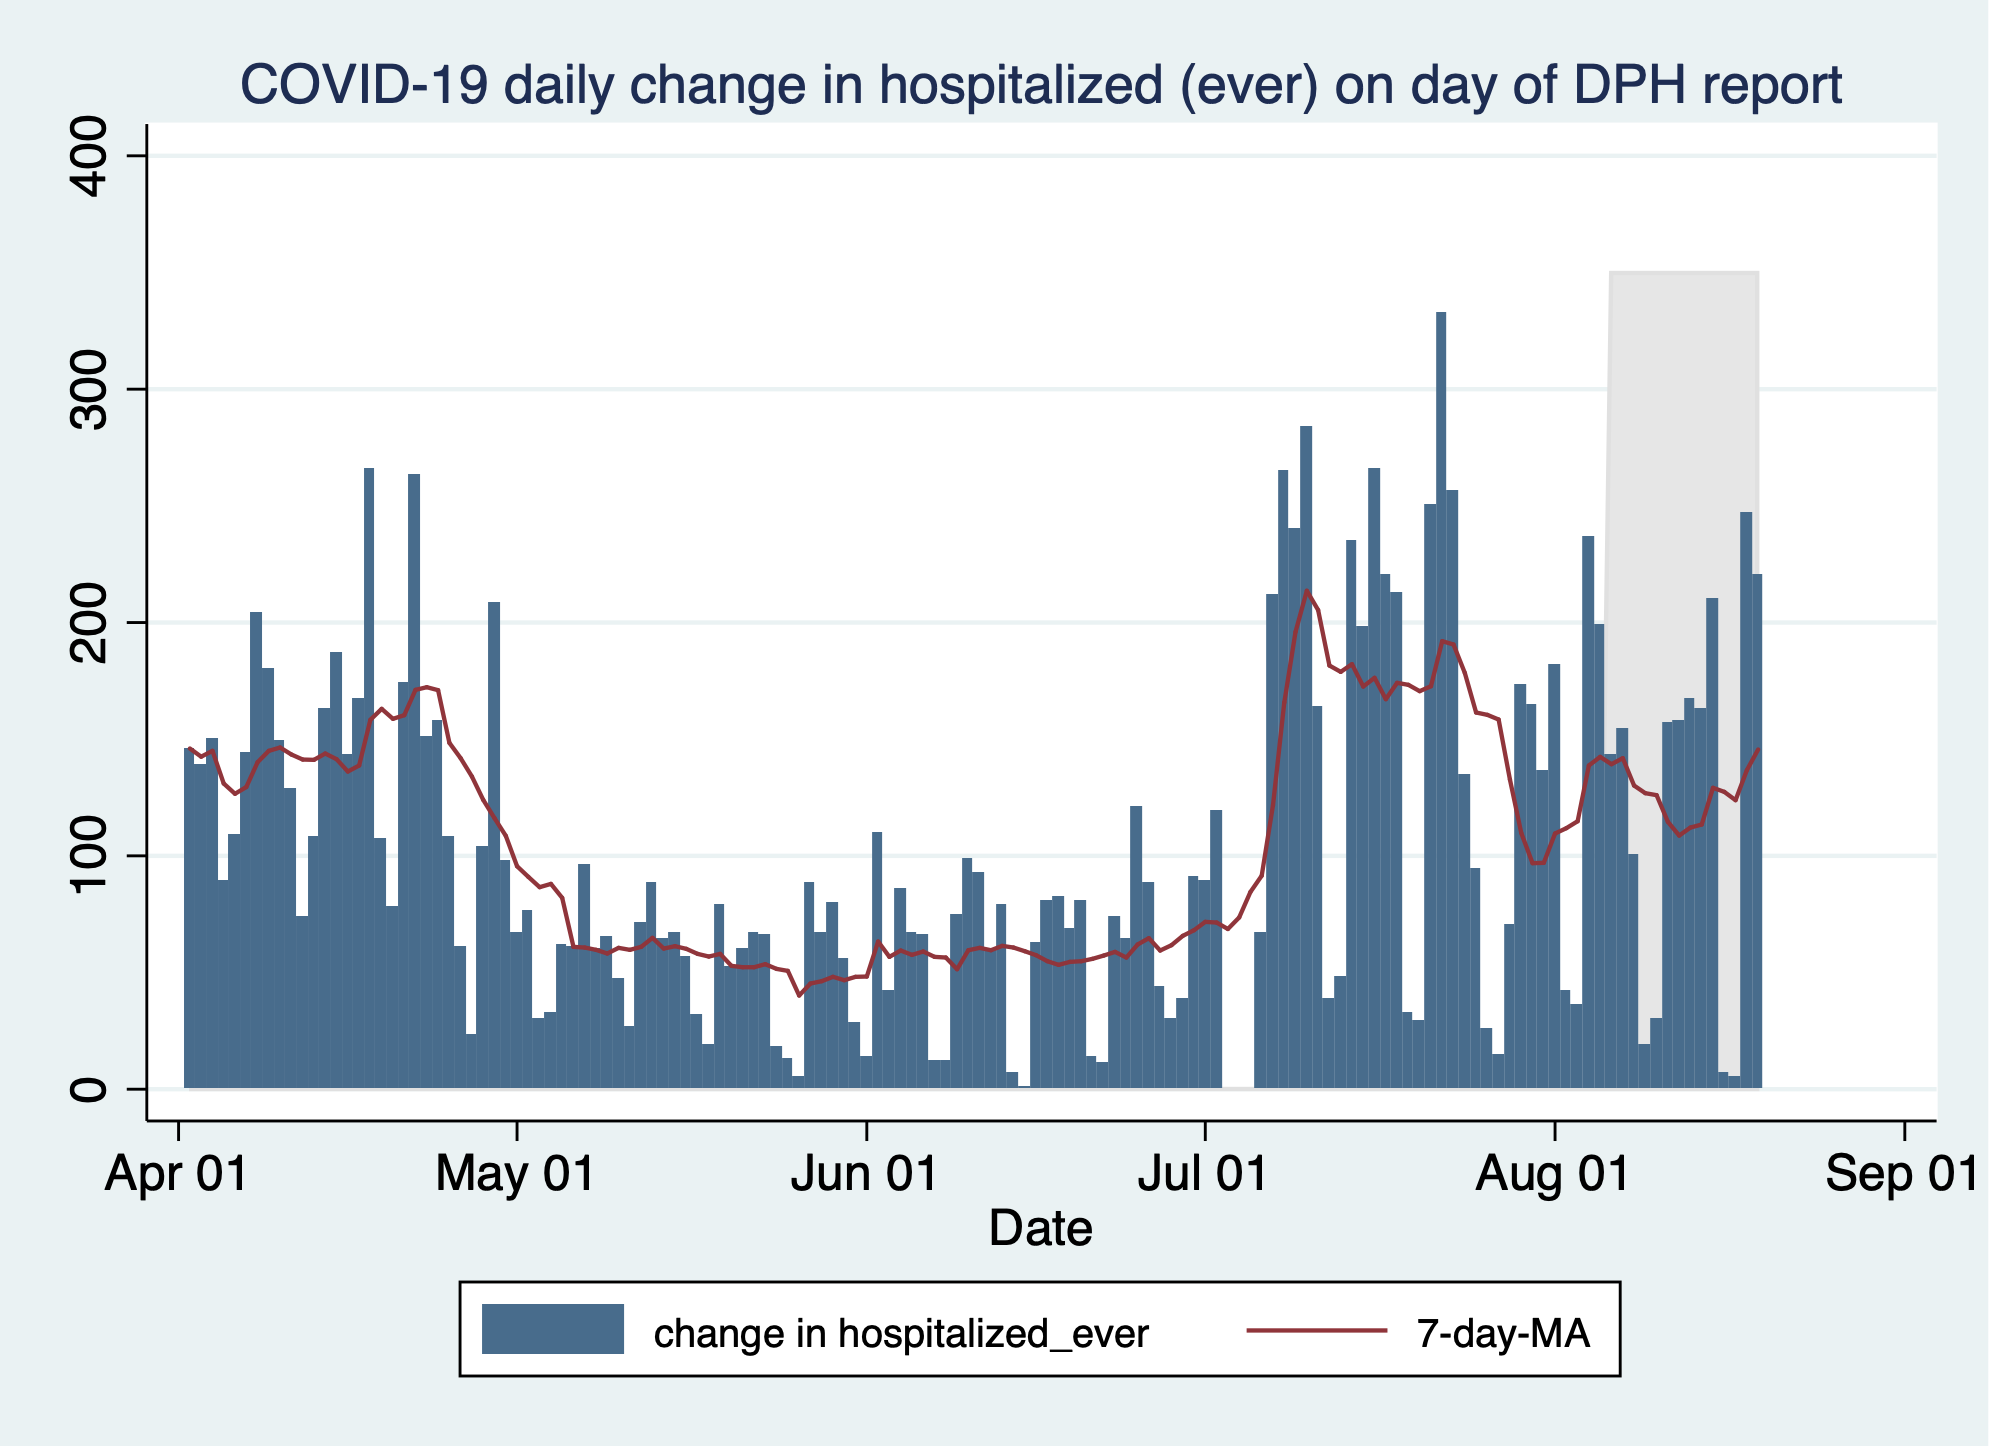 COVID-19 daily change in hospitalized (ever) on day of DPH report
400
300
200
100
0
Apr 01 May 01 Jun 01 Jul 01 Aug 01 Sep 01
Date
change in hospitalized_ever 7-day-MA